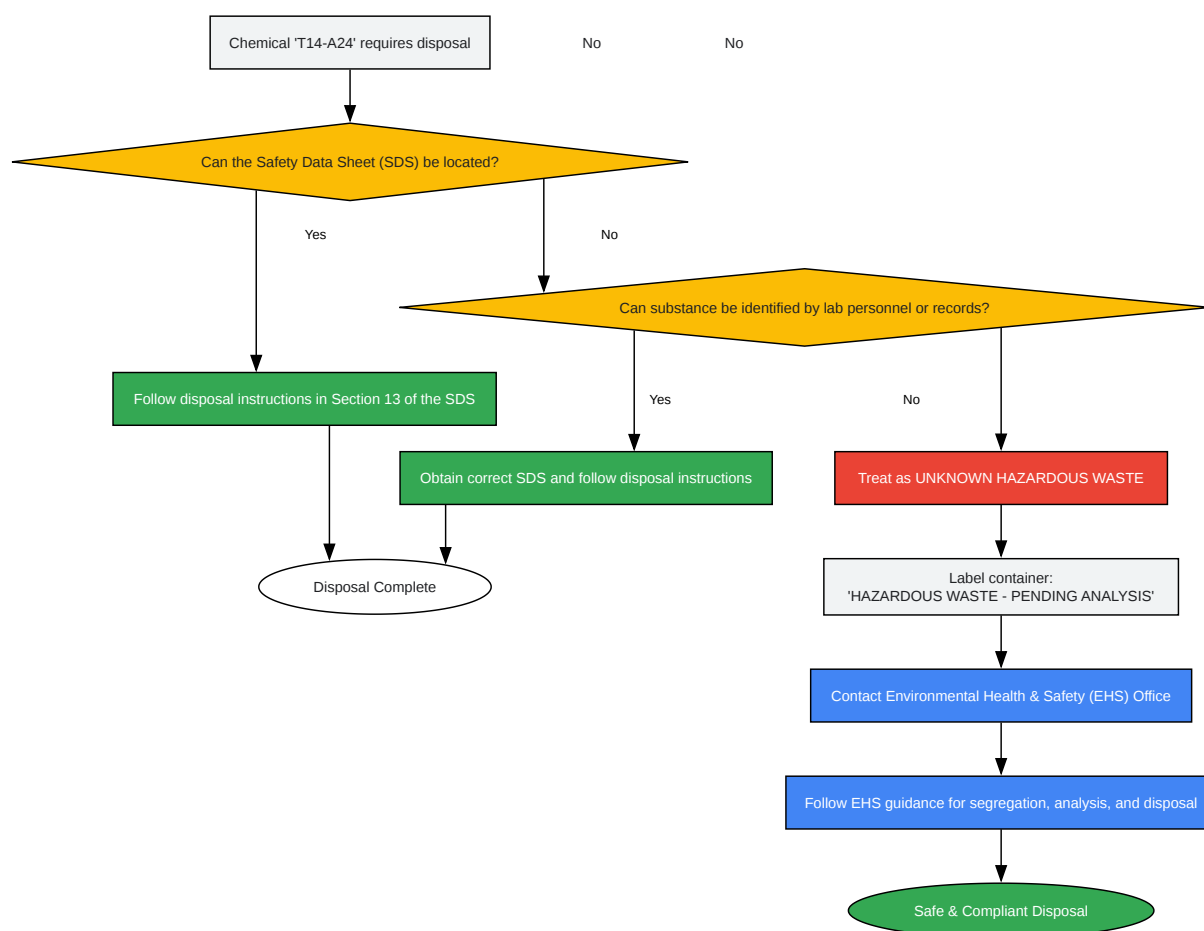 Chemical 'T14-A24' requires disposal
No
No
Can the Safety Data Sheet (SDS) be located?
Yes
No
Can substance be identified by lab personnel or records?
Follow disposal instructions in Section 13 of the SDS
Yes
No
Obtain correct SDS and follow disposal instructions
Treat as UNKNOWN HAZARDOUS WASTE
Disposal Complete
Label container:
'HAZARDOUS WASTE - PENDING ANALYSIS'
Contact Environmental Health & Safety (EHS) Office
Follow EHS guidance for segregation, analysis, and disposal
Safe & Compliant Disposal